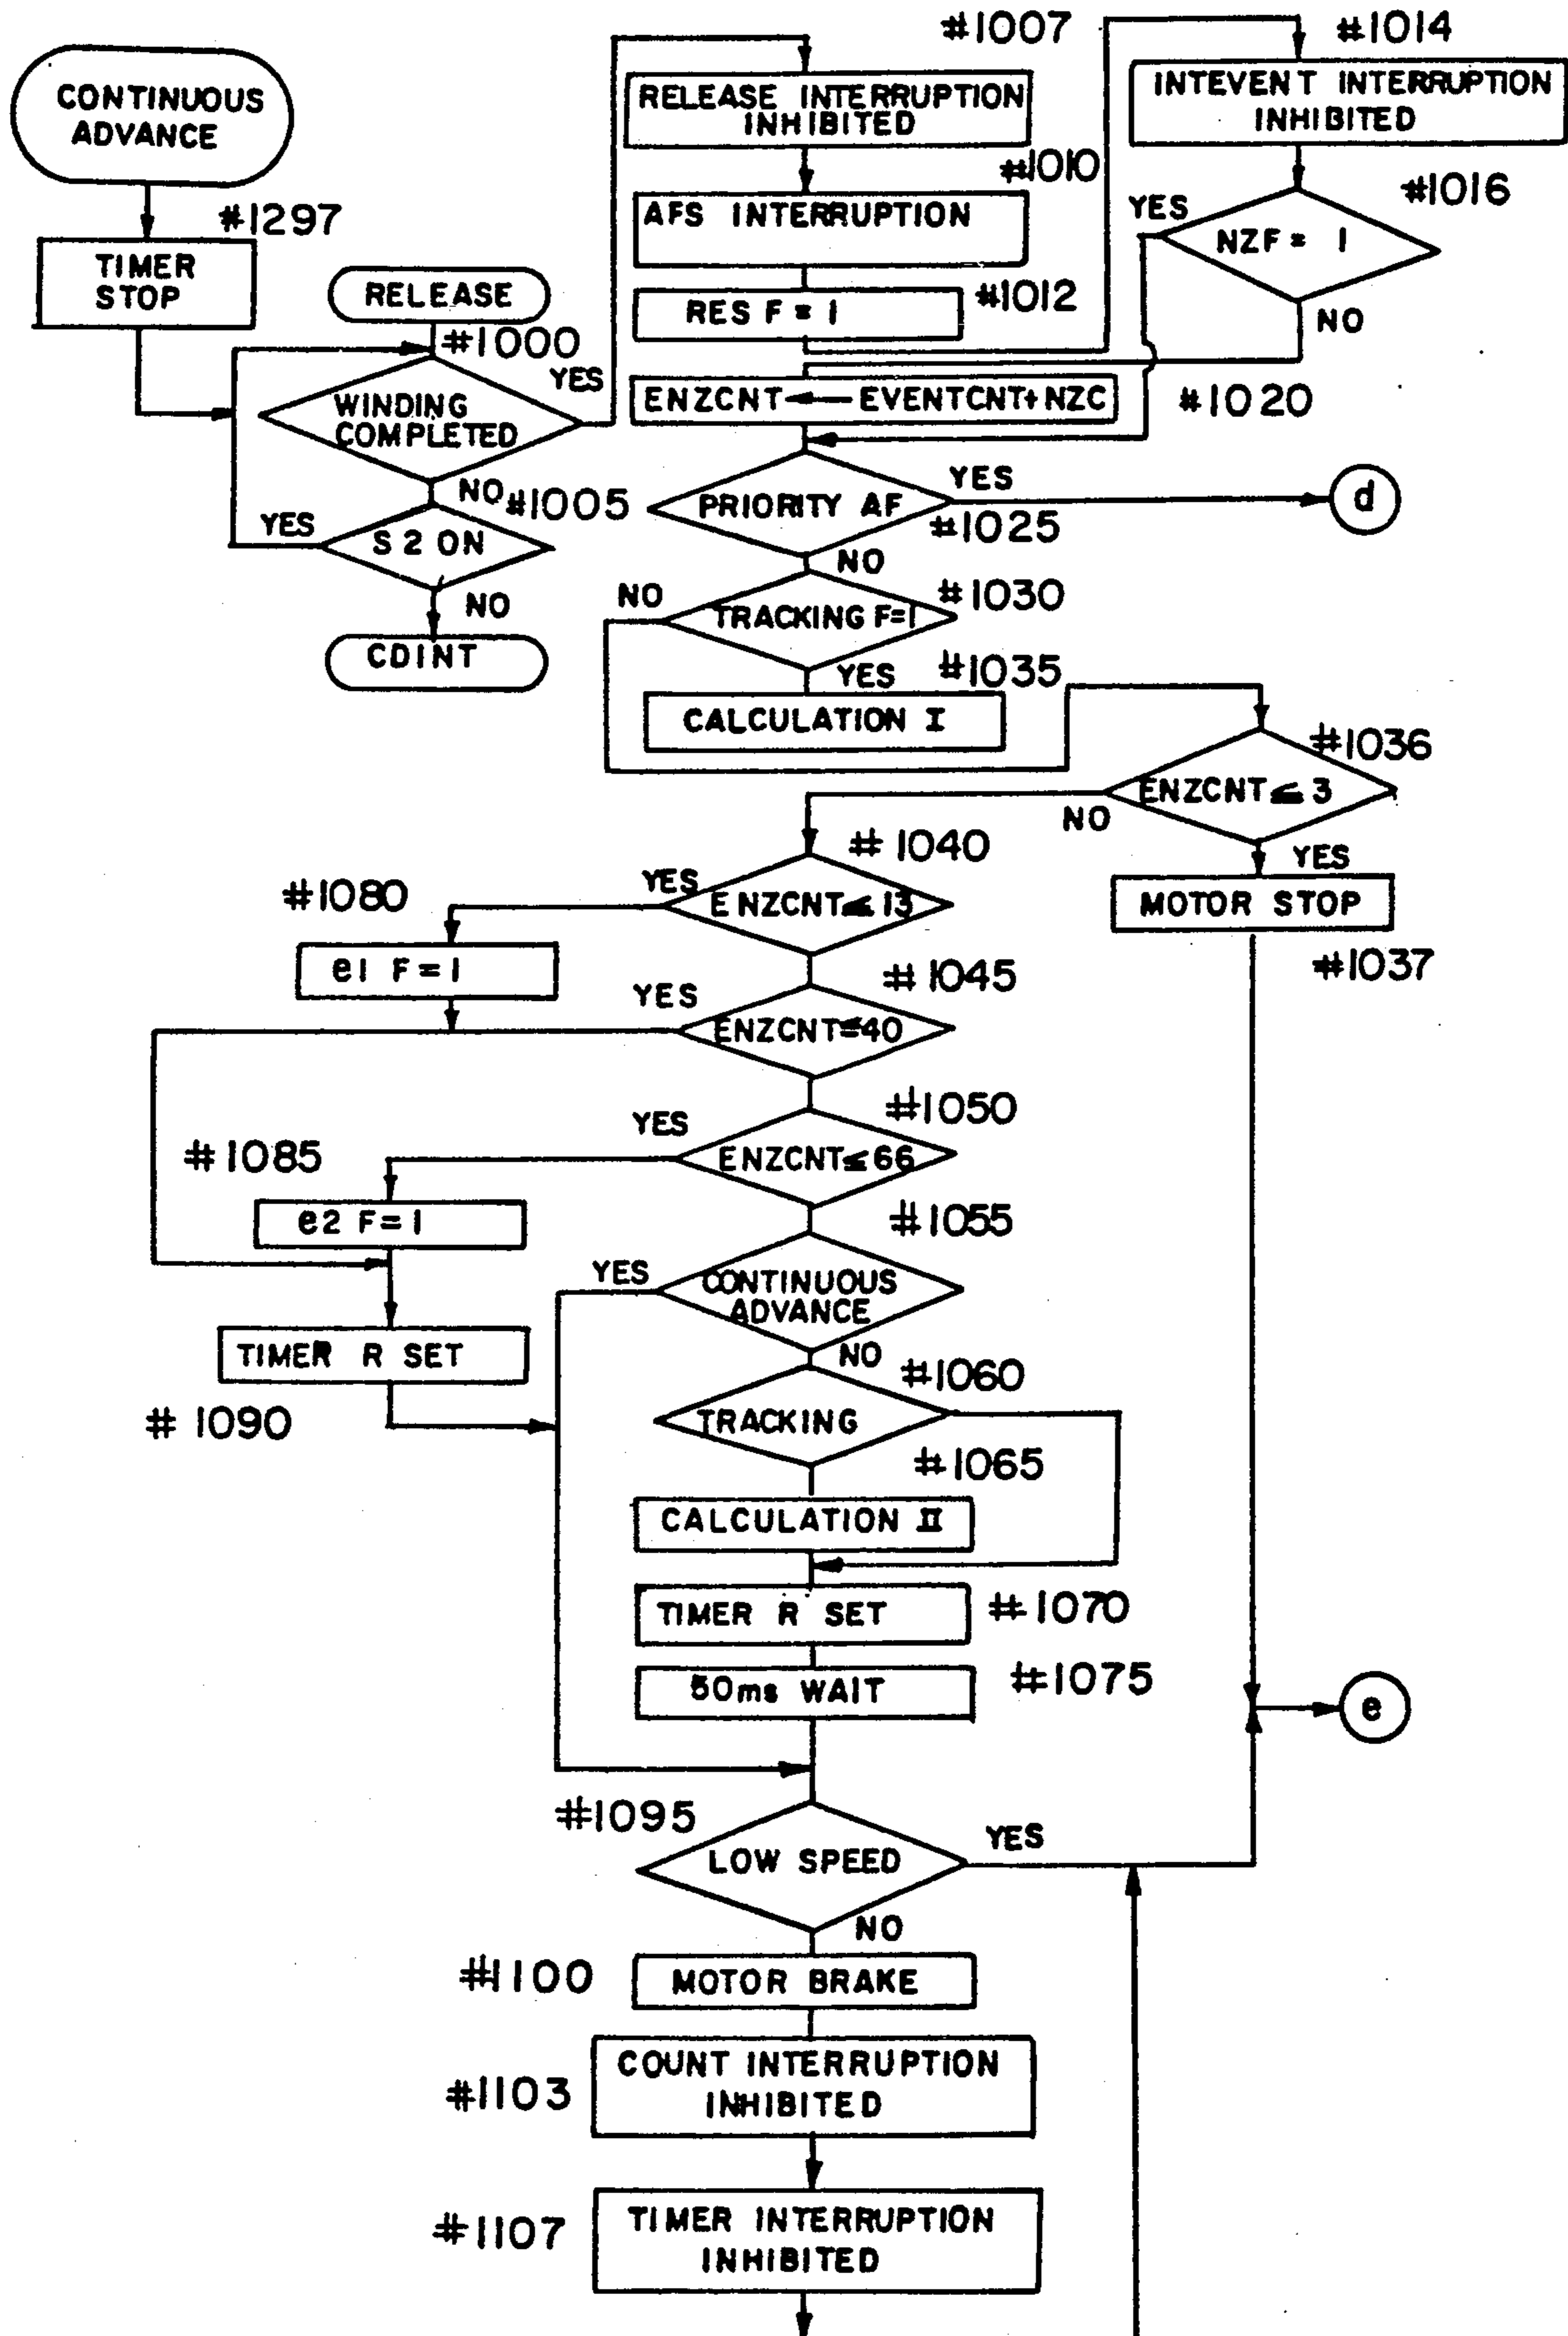 CONTINUOUS
ADVANCE
#1297
TIMER
STOP
RELEASE
#1000
WINDING
COMPLETED
YES
NO
#1005
S2 ON
YES
NO
CDINT
#1007
RELEASE INTERRUPTION
INHIBITED
#1010
AFS INTERRUPTION
RES F = 1
#1012
#1014
INTEVENT INTERRUPTION
INHIBITED
#1016
YES
NZF = 1
NO
ENZCNT ← EVENTCNT+NZC
#1020
PRIORITY AF
YES
d
#1025
NO
NO
TRACKING F=1
#1030
YES
#1035
CALCULATION I
#1036
ENZCNT ≦ 3
NO
YES
MOTOR STOP
#1037
#1040
YES
ENZCNT ≦ 13
#1080
e1 F = 1
#1045
YES
ENZCNT ≦ 40
#1050
YES
ENZCNT ≦ 66
#1085
e2 F = 1
#1055
YES
CONTINUOUS
ADVANCE
NO
TIMER R SET
#1090
#1060
TRACKING
#1065
CALCULATION II
TIMER R SET
#1070
50ms WAIT
#1075
e
#1095
LOW SPEED
YES
NO
#1100
MOTOR BRAKE
#1103
COUNT INTERRUPTION
INHIBITED
#1107
TIMER INTERRUPTION
INHIBITED